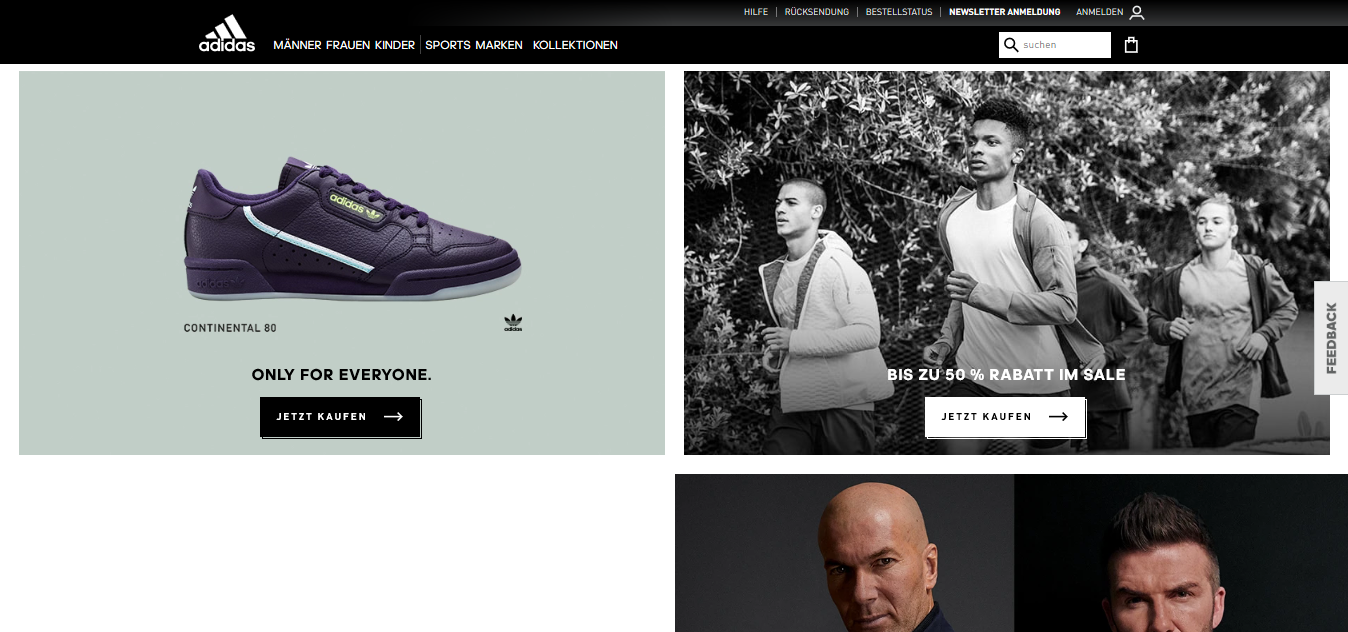 HILFE
RÜCKSENDUNG
BESTELLSTATUS
NEWSLETTER ANMELDUNG
ANMELDEN
adidas
MÄNNER FRAUEN KINDER
SPORTS MARKEN
KOLLEKTIONEN
suchen
adidas
CONTINENTAL 80
adidas
ONLY FOR EVERYONE.
JETZT KAUFEN
BIS ZU 50 % RABATT IM SALE
JETZT KAUFEN
FEEDBACK